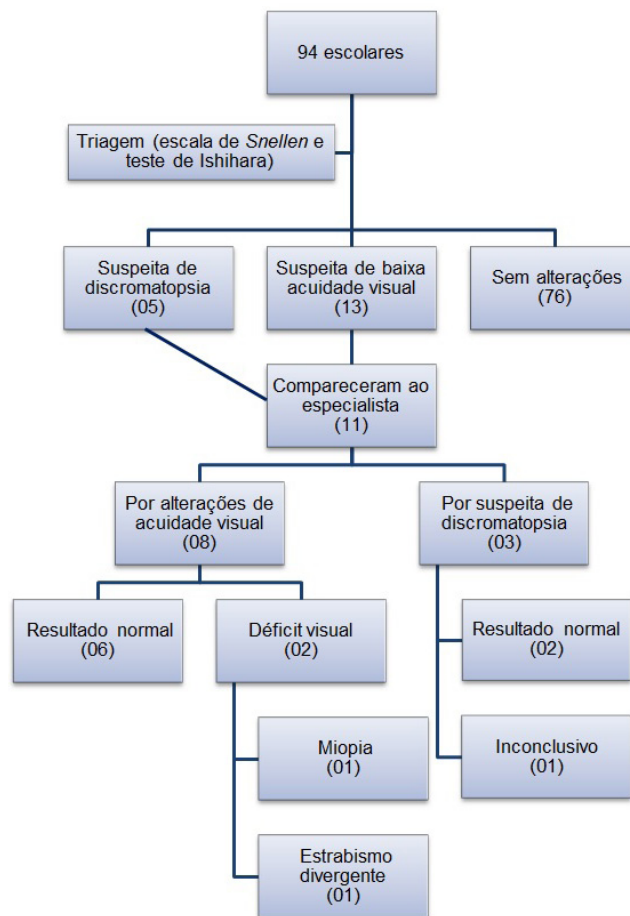 94 escolares
Triagem (escala de Snellen e
teste de Ishihara)
Suspeita de
discromatopsia
(05)
Suspeita de baixa
acuidade visual
(13)
Sem alterações
(76)
Compareceram ao
especialista
(11)
Por alterações de
acuidade visual
(08)
Por suspeita de
discromatopsia
(03)
Resultado normal
(06)
Déficit visual
(02)
Resultado normal
(02)
Miopia
(01)
Inconclusivo
(01)
Estrabismo
divergente
(01)